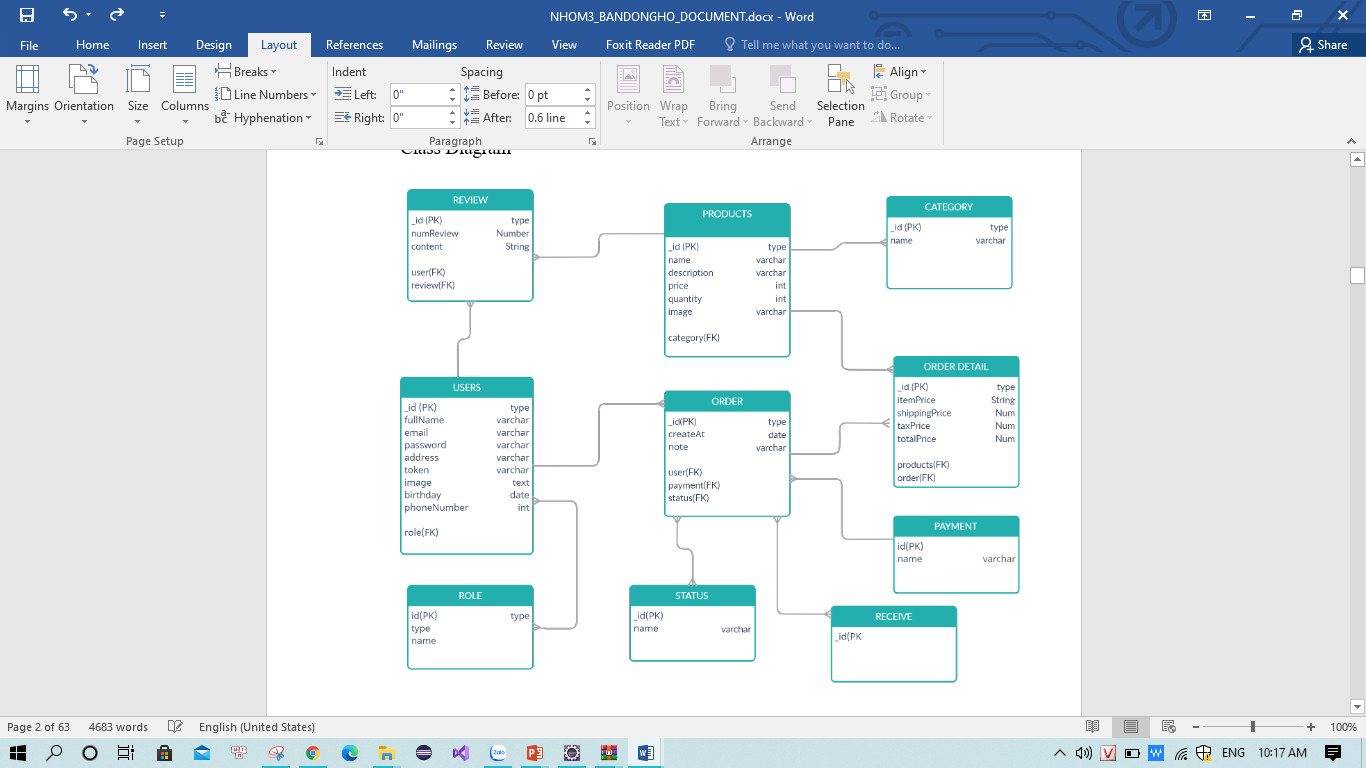 NHOM3_BANDONGHO_DOCUMENT.docx - Word
File Home Insert Design Layout References Mailings Review View Foxit Reader PDF Tell me what you want to do... Share
Margins Orientation Size Columns
Breaks
Line Numbers
Hyphenation
Page Setup
Indent Spacing
Left: 0" Before: 0 pt
Right: 0" After: 0.6 line
Paragraph
Position Wrap Text Bring Forward Send Backward Selection Pane
Align
Group
Rotate
Arrange
Class Diagram
REVIEW
_id (PK) type
numReview Number
content String
user(FK)
review(FK)
PRODUCTS
_id (PK) type
name varchar
description varchar
price int
quantity int
image varchar
category(FK)
CATEGORY
_id (PK) type
name varchar
USERS
_id (PK) type
fullName varchar
email varchar
password varchar
address varchar
token varchar
image text
birthday date
phoneNumber int
role(FK)
ORDER
_id(PK) type
createAt date
note varchar
user(FK)
payment(FK)
status(FK)
ORDER DETAIL
_id (PK) type
itemPrice String
shippingPrice Num
taxPrice Num
totalPrice Num
products(FK)
order(FK)
PAYMENT
id(PK)
name varchar
ROLE
id(PK) type
type
name
STATUS
_id(PK)
name varchar
RECEIVE
_id(PK
Page 2 of 63 4683 words English (United States) 100%
Zalo
ENG 10:17 AM